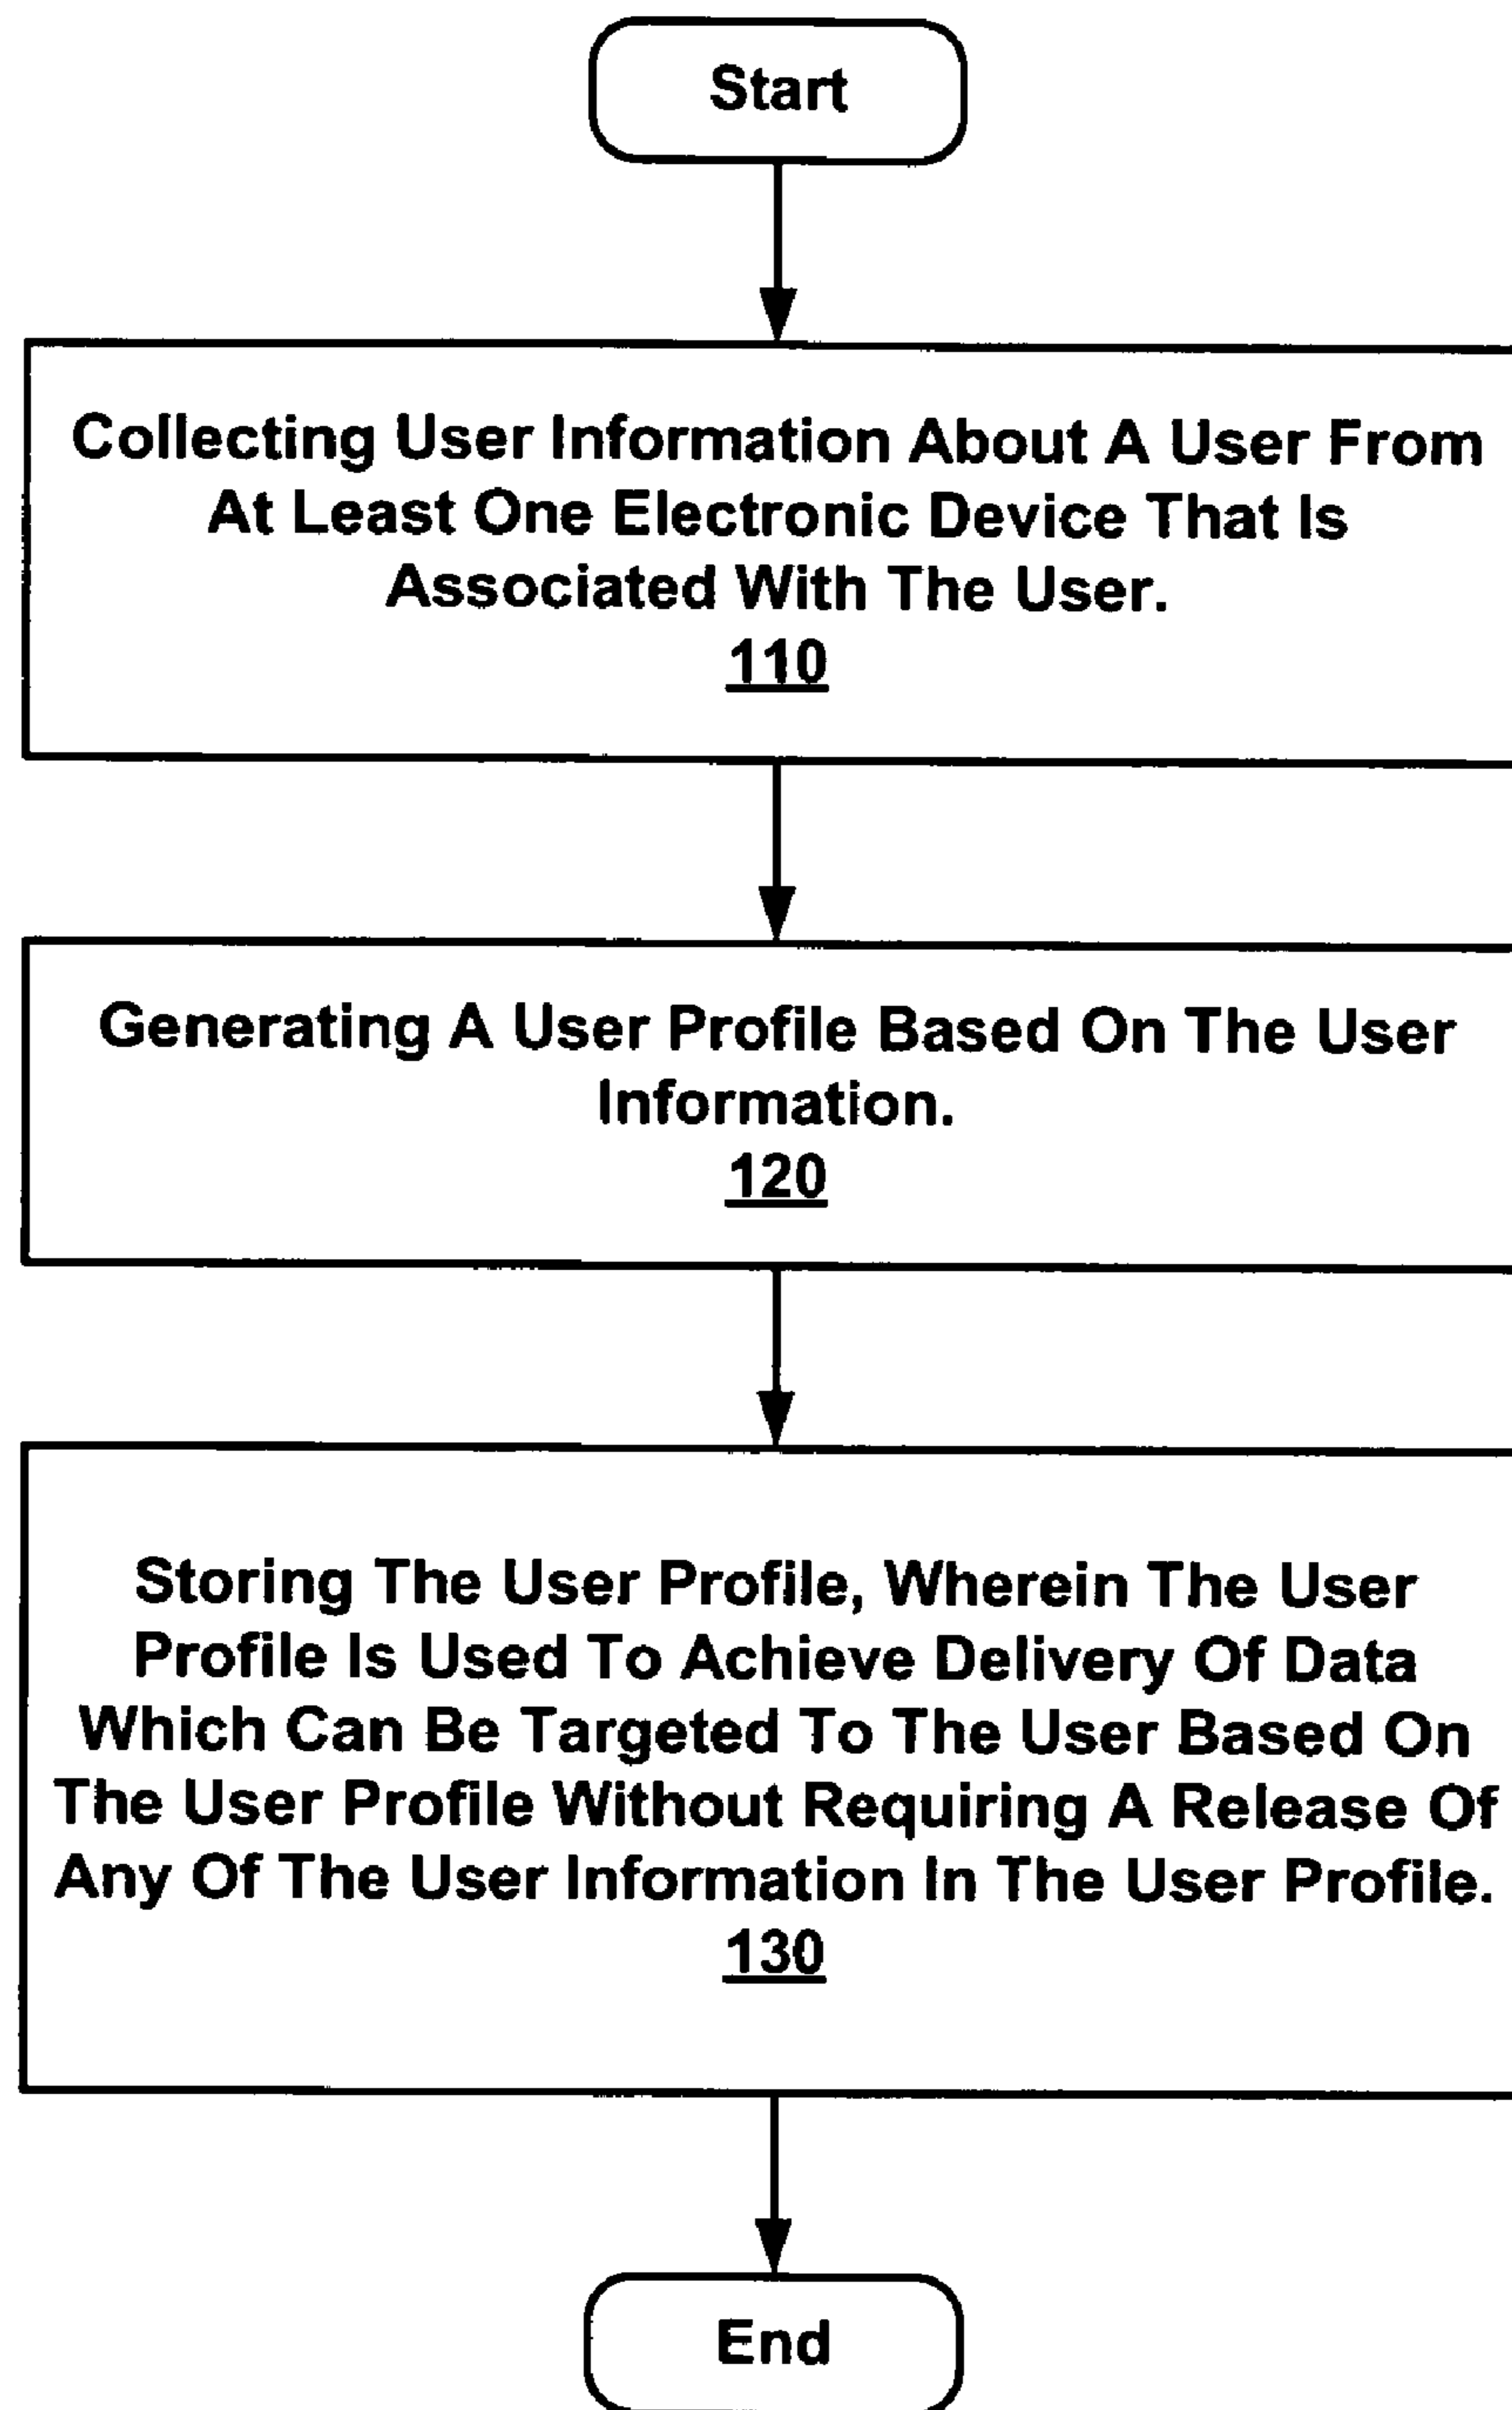 Start
Collecting User Information About A User From
At Least One Electronic Device That Is
Associated With The User.
110
Generating A User Profile Based On The User
Information.
120
Storing The User Profile, Wherein The User
Profile Is Used To Achieve Delivery Of Data
Which Can Be Targeted To The User Based On
The User Profile Without Requiring A Release Of
Any Of The User Information In The User Profile.
130
End